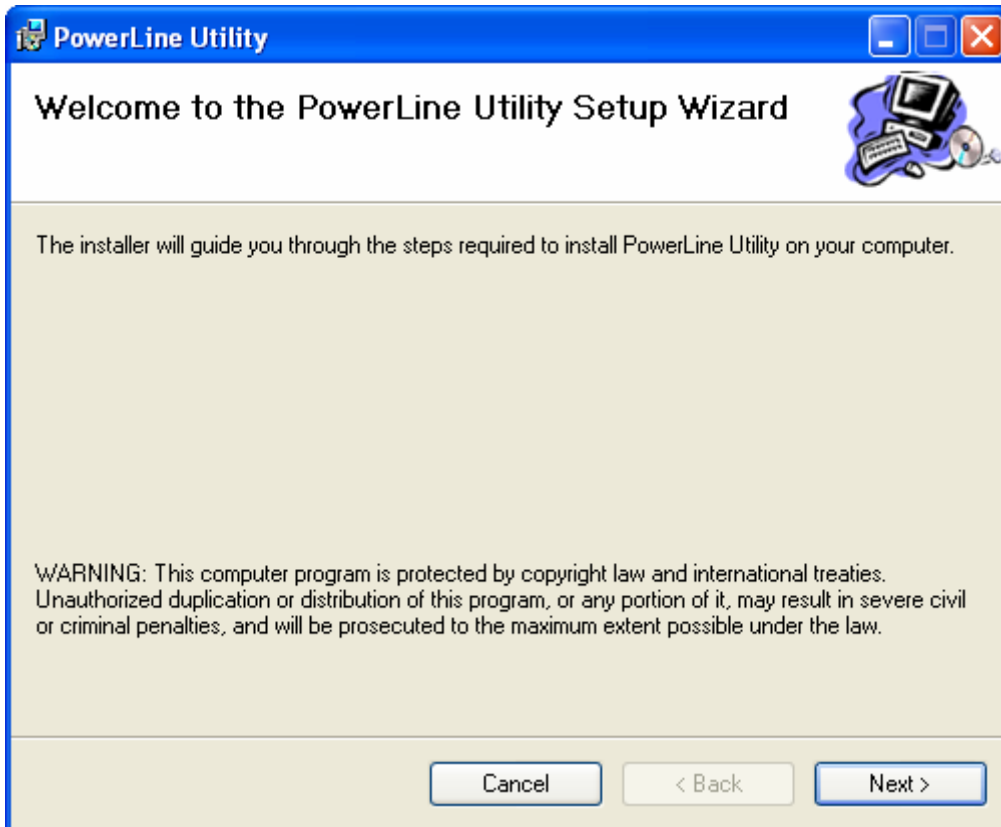 PowerLine Utility
Welcome to the PowerLine Utility Setup Wizard
The installer will guide you through the steps required to install PowerLine Utility on your computer.
WARNING: This computer program is protected by copyright law and international treaties.
Unauthorized duplication or distribution of this program, or any portion of it, may result in severe civil
or criminal penalties, and will be prosecuted to the maximum extent possible under the law.
Cancel
< Back
Next >